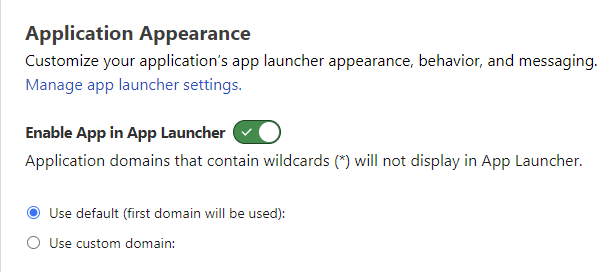 Application Appearance
Customize your application’s app launcher appearance, behavior, and messaging.
Manage app launcher settings.
Enable App in App Launcher
Application domains that contain wildcards (*) will not display in App Launcher.
Use default (first domain will be used):
Use custom domain: